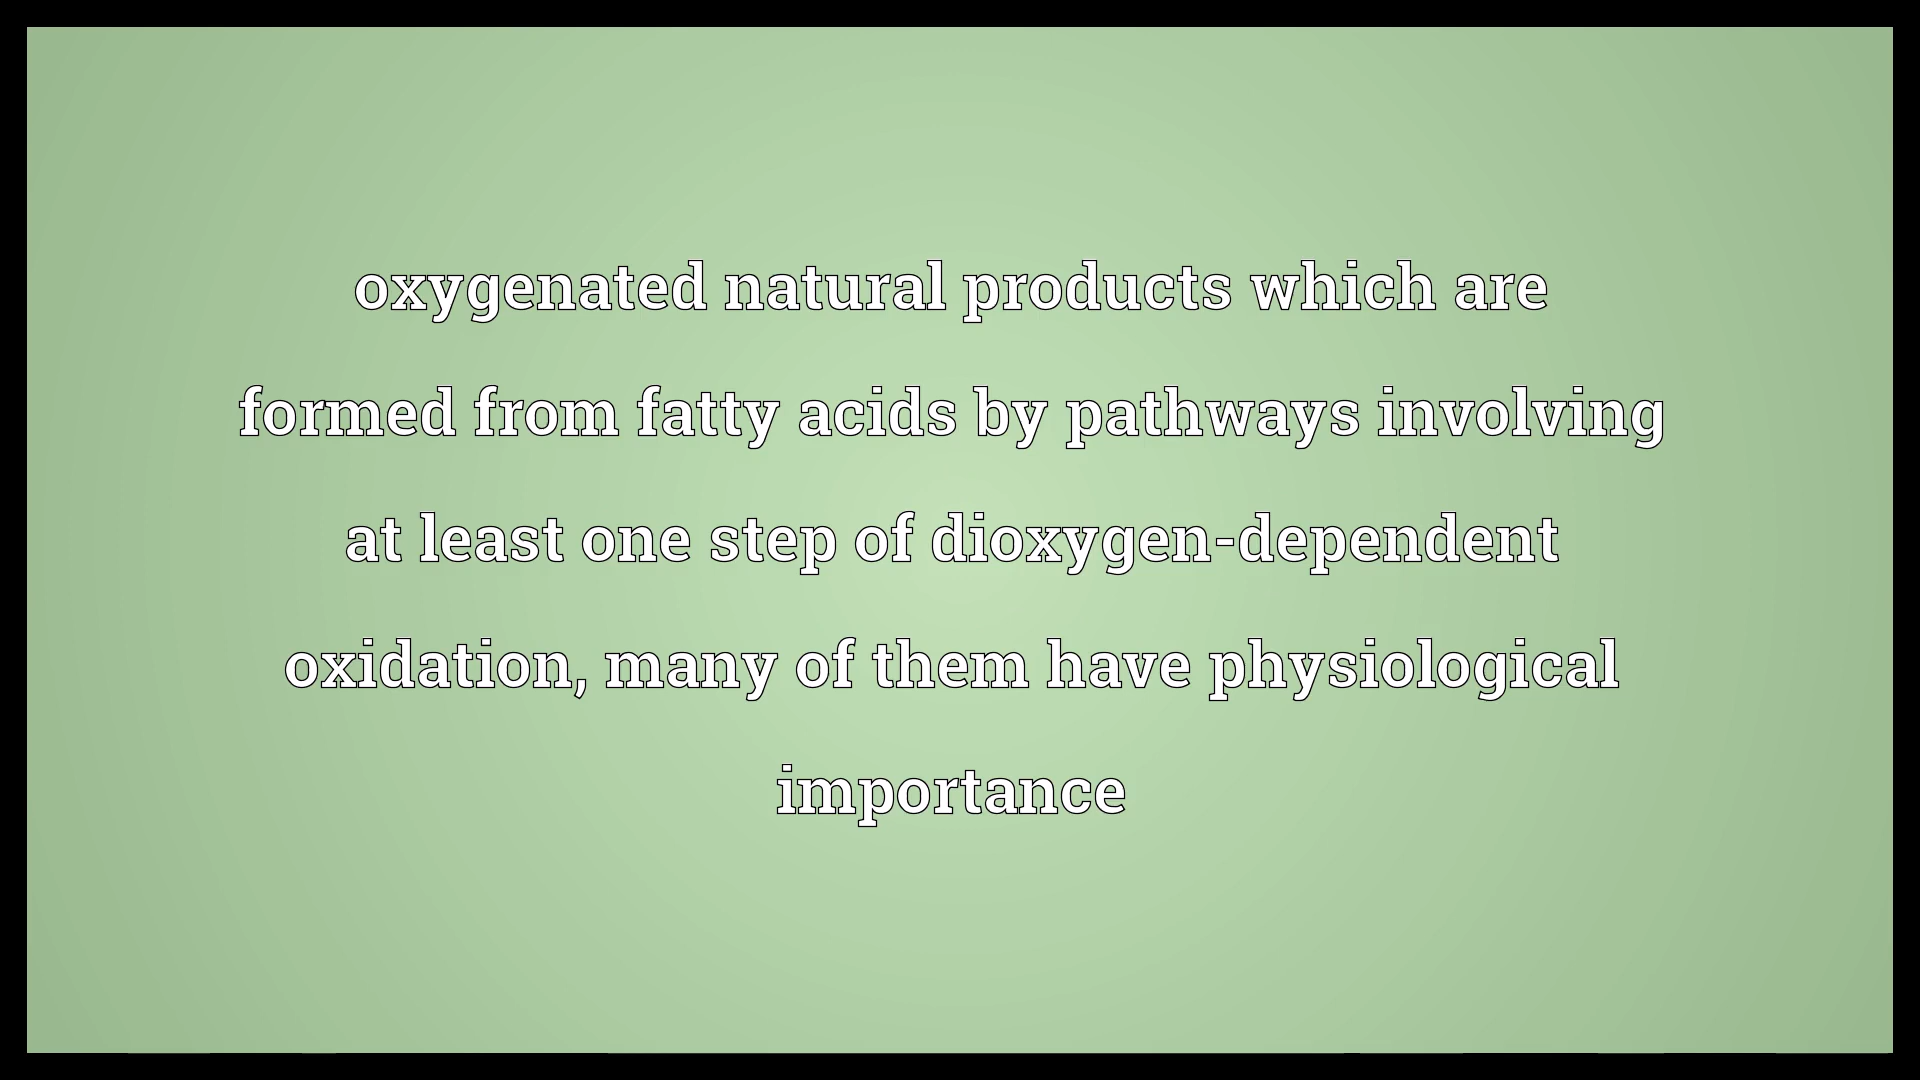 oxygenated natural products which are
formed from fatty acids by pathways involving
at least one step of dioxygen-dependent
oxidation, many of them have physiological
importance